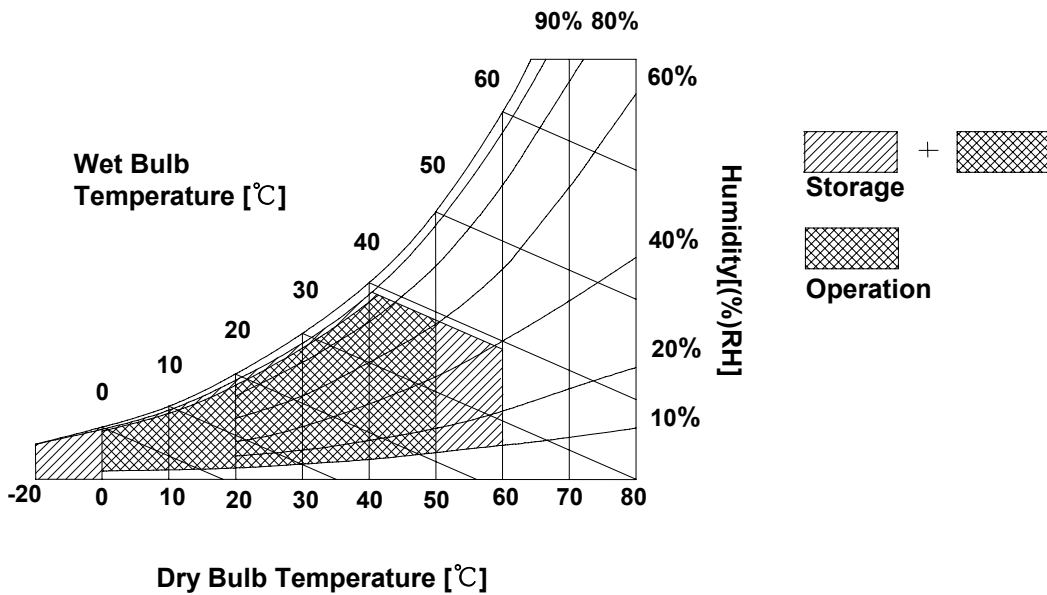 90% 80%
60
60%
50
Wet Bulb
Temperature [℃]
Storage
+
40
40%
Humidity[(%)RH]
30
Operation
20
20%
10
10%
0
-20 0 10 20 30 40 50 60 70 80
Dry Bulb Temperature [℃]